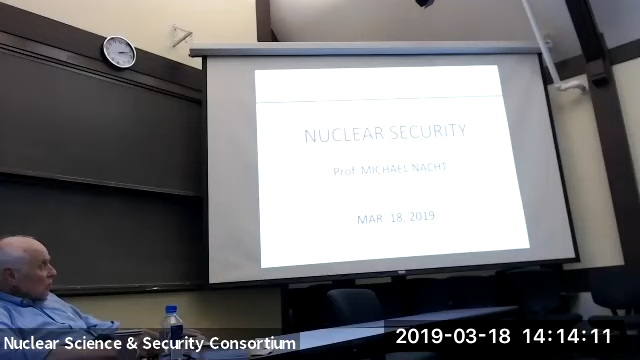 NUCLEAR SECURITY
Prof. MICHAEL NACHT
MAR 18, 2019
Nuclear Science & Security Consortium
2019-03-18 14:14:11